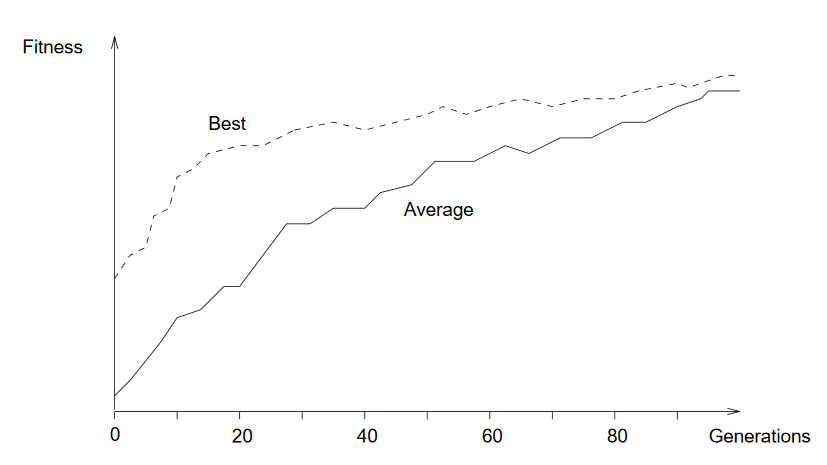 Fitness
Best
Average
0 20 40 60 80 Generations